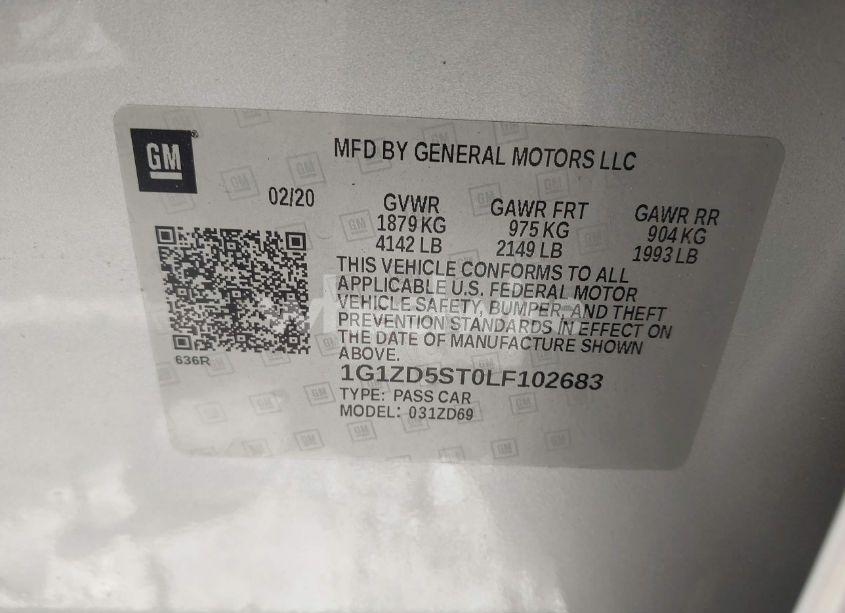 GM
MFD BY GENERAL MOTORS LLC
02/20
GVWR GAWR FRT GAWR RR
1879 KG 975 KG 904 KG
4142 LB 2149 LB 1993 LB
THIS VEHICLE CONFORMS TO ALL
APPLICABLE U.S. FEDERAL MOTOR
VEHICLE SAFETY, BUMPER, AND THEFT
PREVENTION STANDARDS IN EFFECT ON
THE DATE OF MANUFACTURE SHOWN
ABOVE.
636R
1G1ZD5ST0LF102683
TYPE: PASS CAR
MODEL: 031ZD69